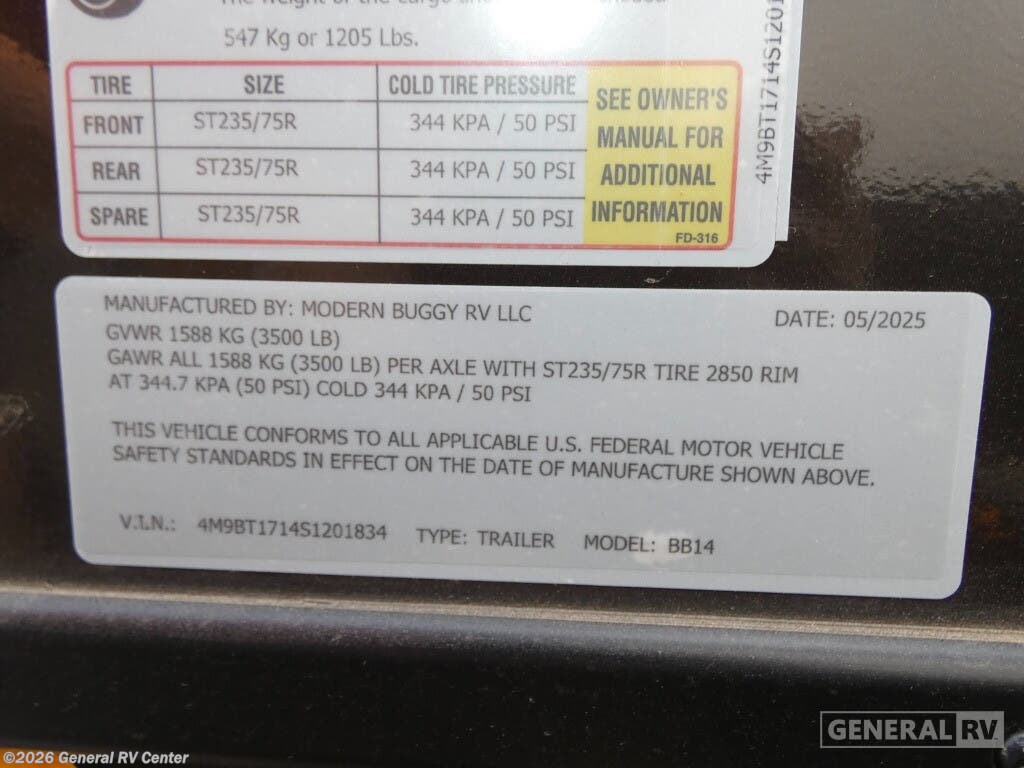 547 Kg or 1205 Lbs.
TIRE SIZE COLD TIRE PRESSURE
FRONT ST235/75R 344 KPA / 50 PSI
REAR ST235/75R 344 KPA / 50 PSI
SPARE ST235/75R 344 KPA / 50 PSI
SEE OWNER'S
MANUAL FOR
ADDITIONAL
INFORMATION
FD-316
4M9BT1714S1201
MANUFACTURED BY: MODERN BUGGY RV LLC DATE: 05/2025
GVWR 1588 KG (3500 LB)
GAWR ALL 1588 KG (3500 LB) PER AXLE WITH ST235/75R TIRE 2850 RIM
AT 344.7 KPA (50 PSI) COLD 344 KPA / 50 PSI
THIS VEHICLE CONFORMS TO ALL APPLICABLE U.S. FEDERAL MOTOR VEHICLE
SAFETY STANDARDS IN EFFECT ON THE DATE OF MANUFACTURE SHOWN ABOVE.
V.I.N.: 4M9BT1714S1201834 TYPE: TRAILER MODEL: BB14
GENERAL RV
©2026 General RV Center